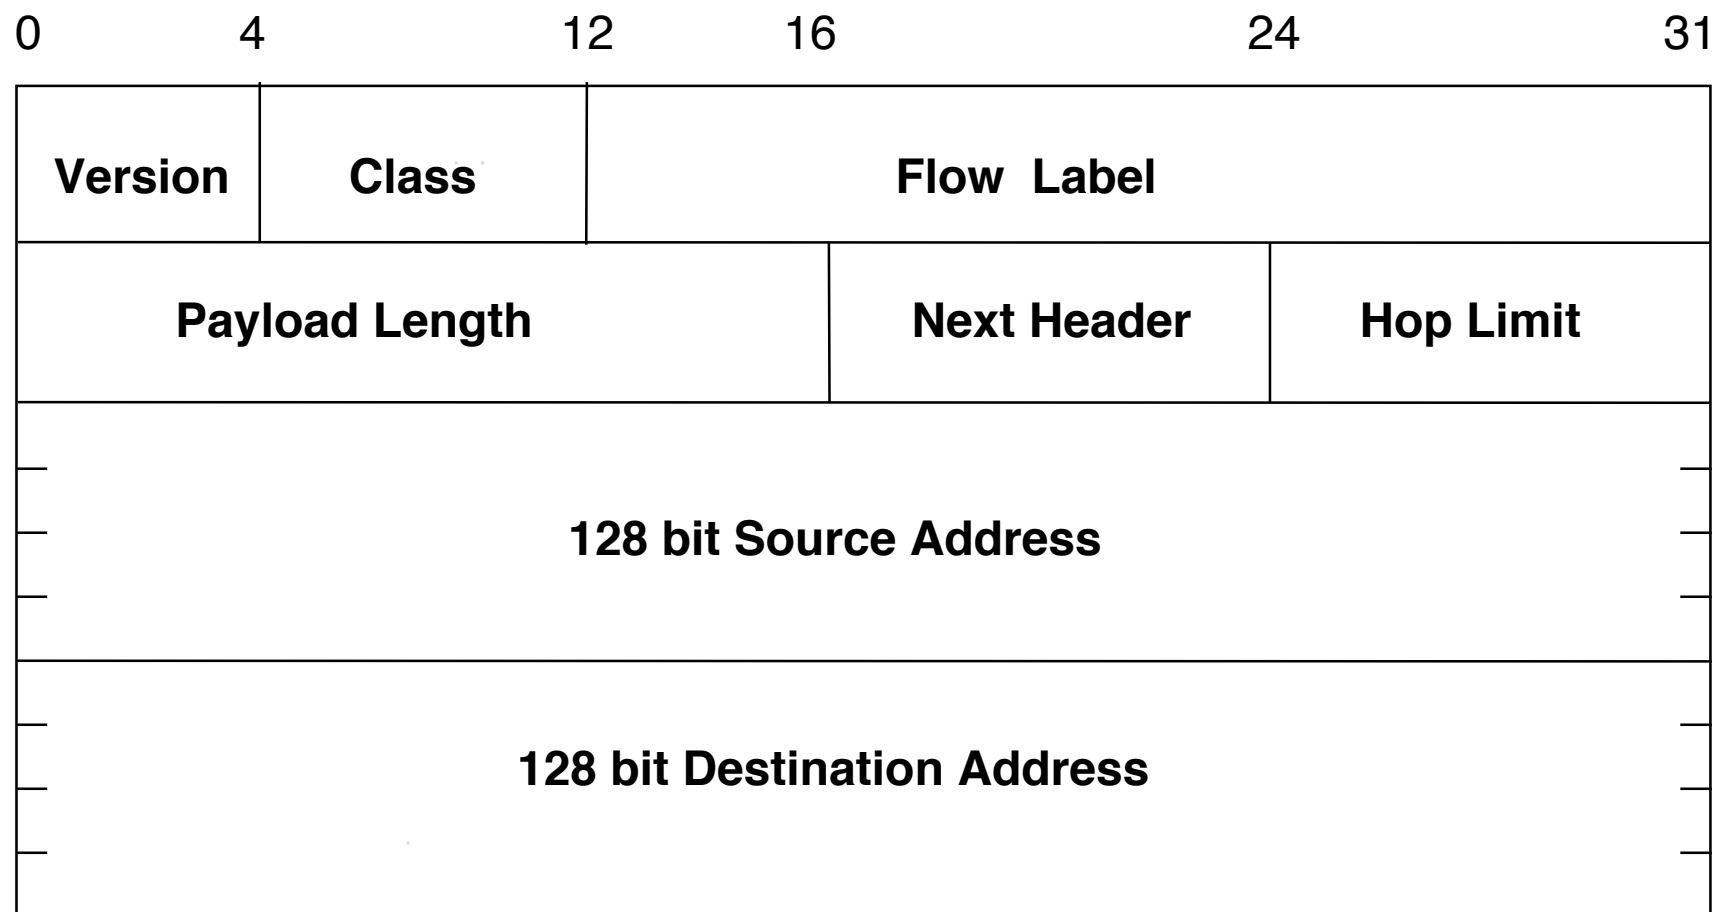 0 4 12 16 24 31
Version Class Flow Label
Payload Length Next Header Hop Limit
128 bit Source Address
128 bit Destination Address